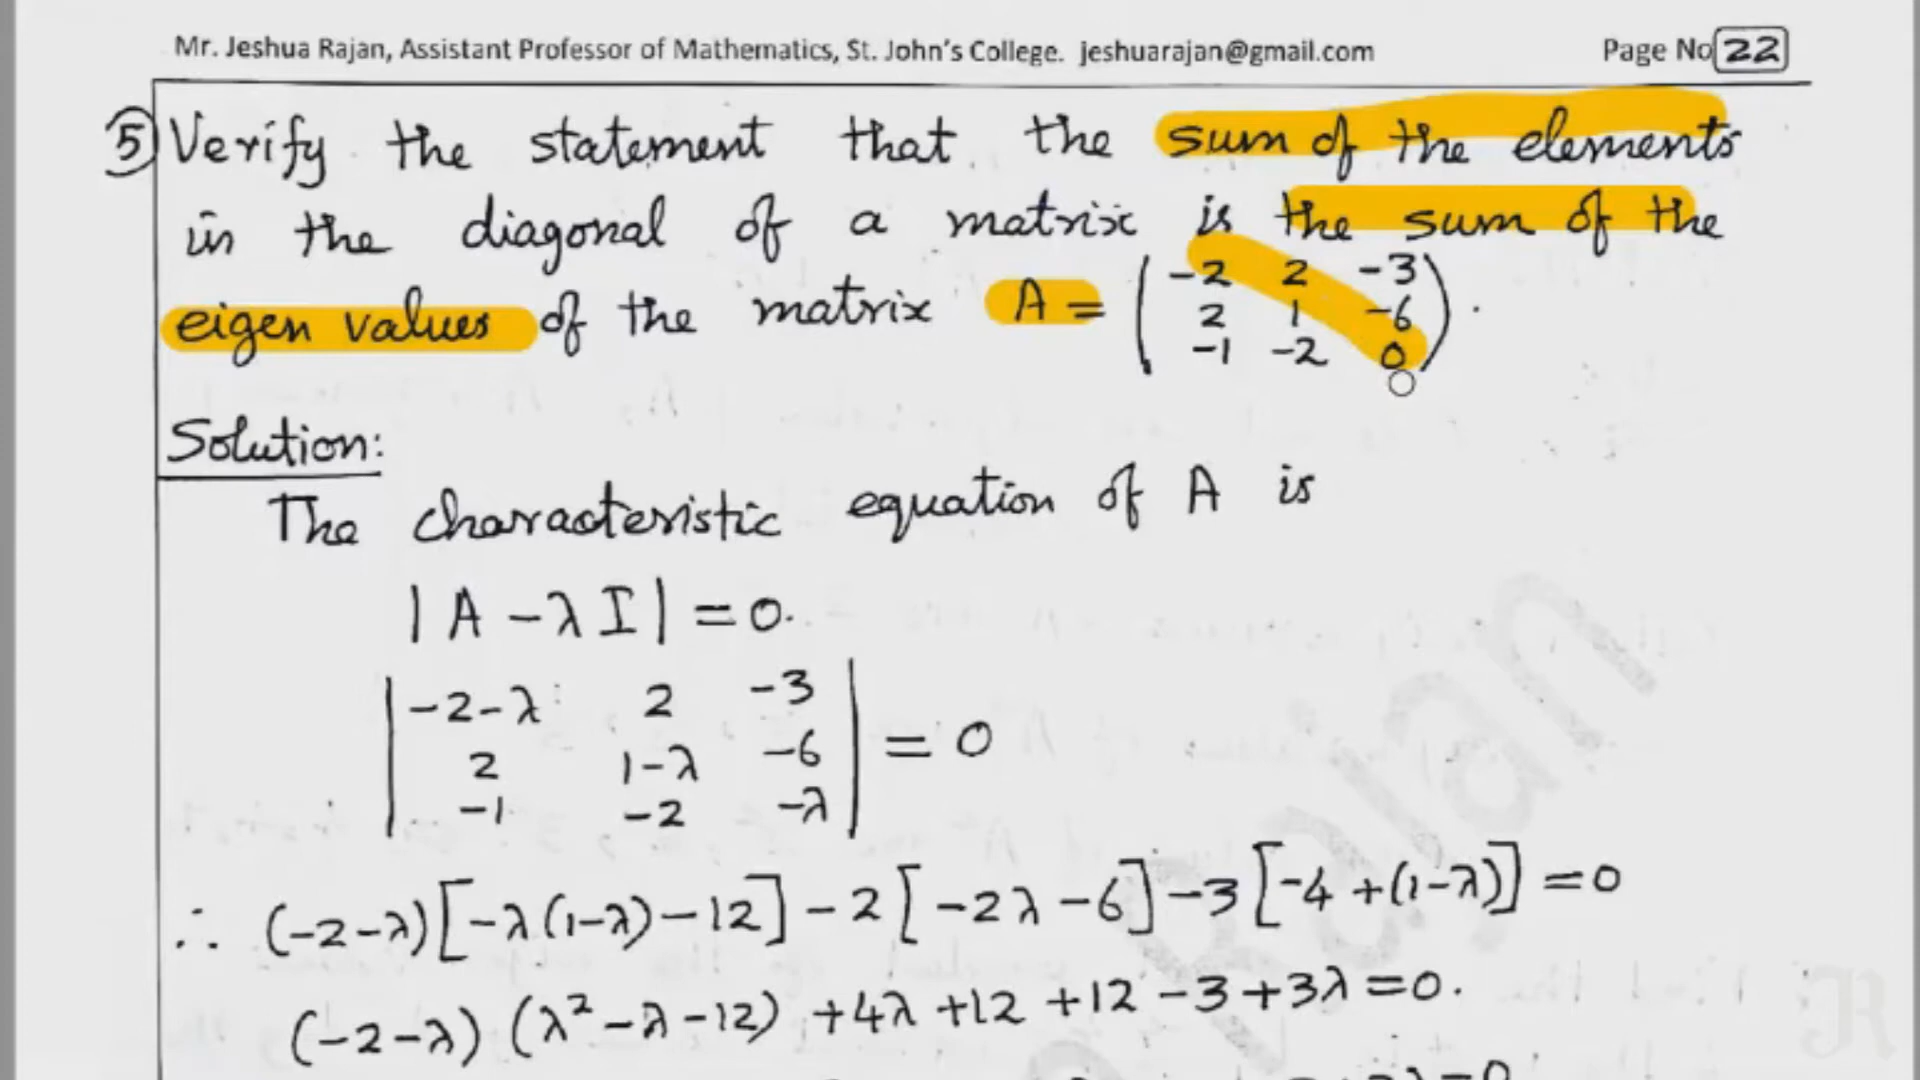 Mr. Jeshua Rajan, Assistant Professor of Mathematics, St. John's College. jeshuarajan@gmail.com Page No 22
5 Verify the statement that the sum of the elements
in the diagonal of a matrix is the sum of the
eigen values of the matrix A = ( -2 2 -3
2 1 -6
-1 -2 0 ).
Solution:
The characteristic equation of A is
|A - λI| = 0.
| -2-λ 2 -3 |
| 2 1-λ -6 | = 0
| -1 -2 -λ |
∴ (-2-λ)[-λ(1-λ)-12] - 2[-2λ-6] - 3[-4+(1-λ)] = 0
(-2-λ)(λ² - λ - 12) + 4λ + 12 + 12 - 3 + 3λ = 0.
Rajan